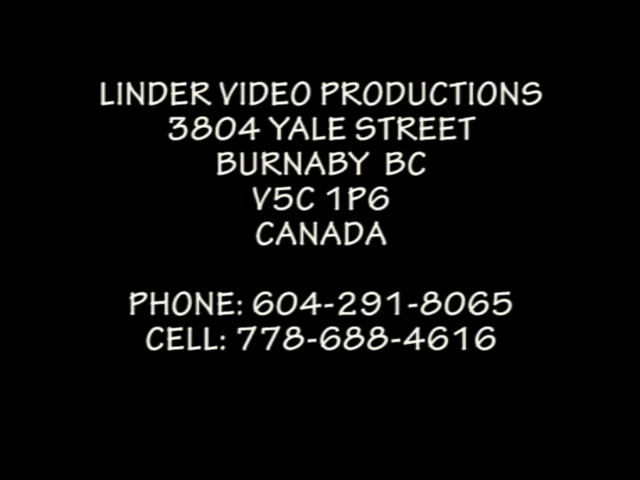 LINDER VIDEO PRODUCTIONS
3804 YALE STREET
BURNABY BC
V5C 1P6
CANADA
PHONE: 604-291-8065
CELL: 778-688-4616